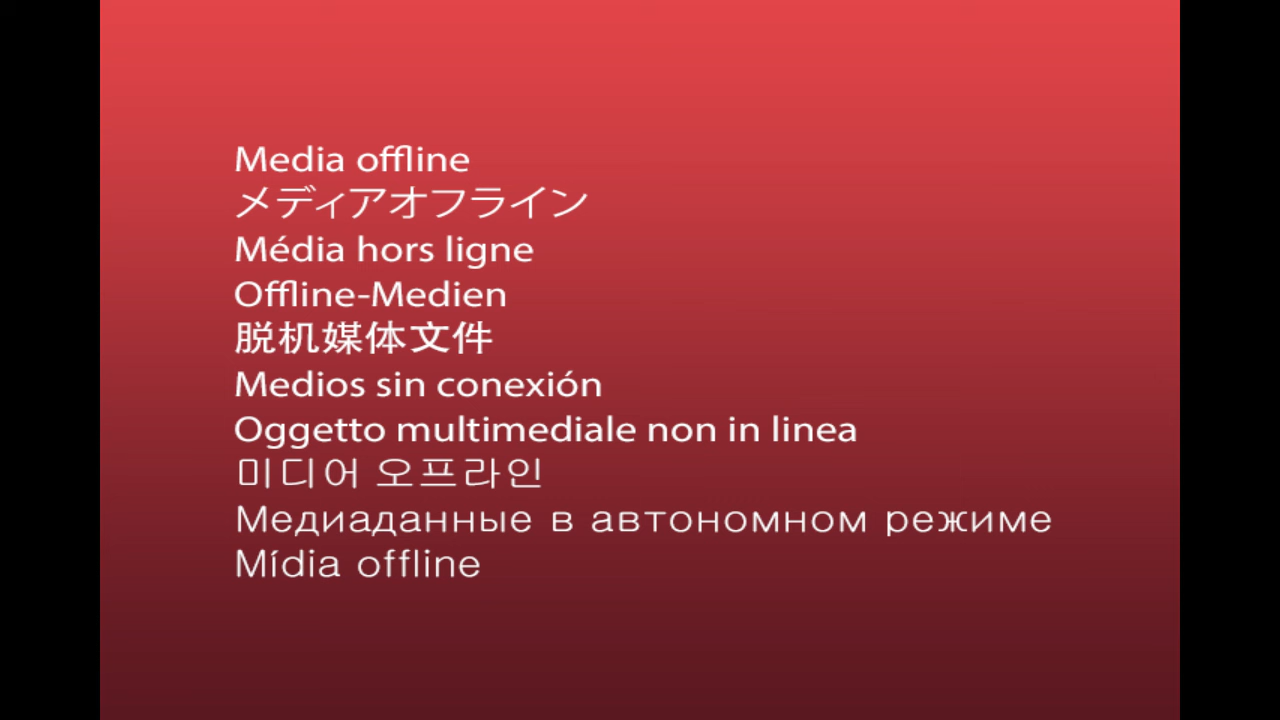 Media offline
メディアオフライン
Média hors ligne
Offline-Medien
脱机媒体文件
Medios sin conexión
Oggetto multimediale non in linea
미디어 오프라인
Медиаданные в автономном режиме
Mídia offline